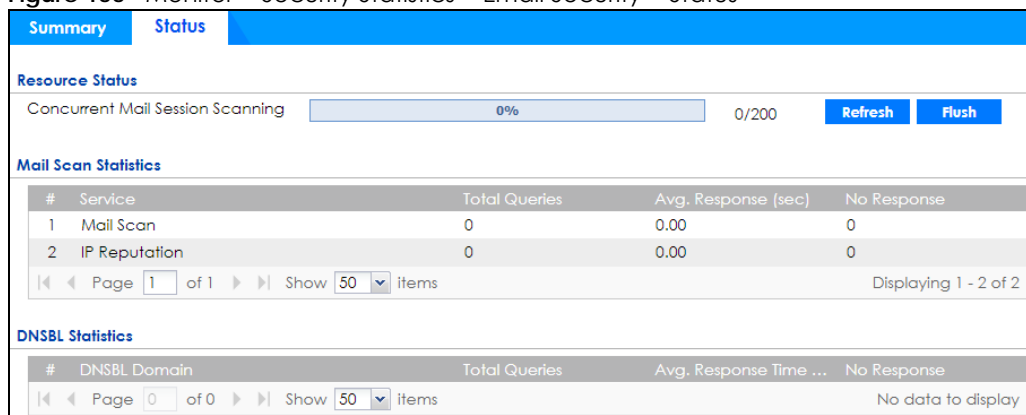 Summary Status
Resource Status
Concurrent Mail Session Scanning 0% 0/200 Refresh Flush
Mail Scan Statistics
# Service Total Queries Avg. Response (sec) No Response
1 Mail Scan 0 0.00 0
2 IP Reputation 0 0.00 0
Page 1 of 1 Show 50 items Displaying 1 - 2 of 2
DNSBL Statistics
# DNSBL Domain Total Queries Avg. Response Time ... No Response
Page 0 of 0 Show 50 items No data to display